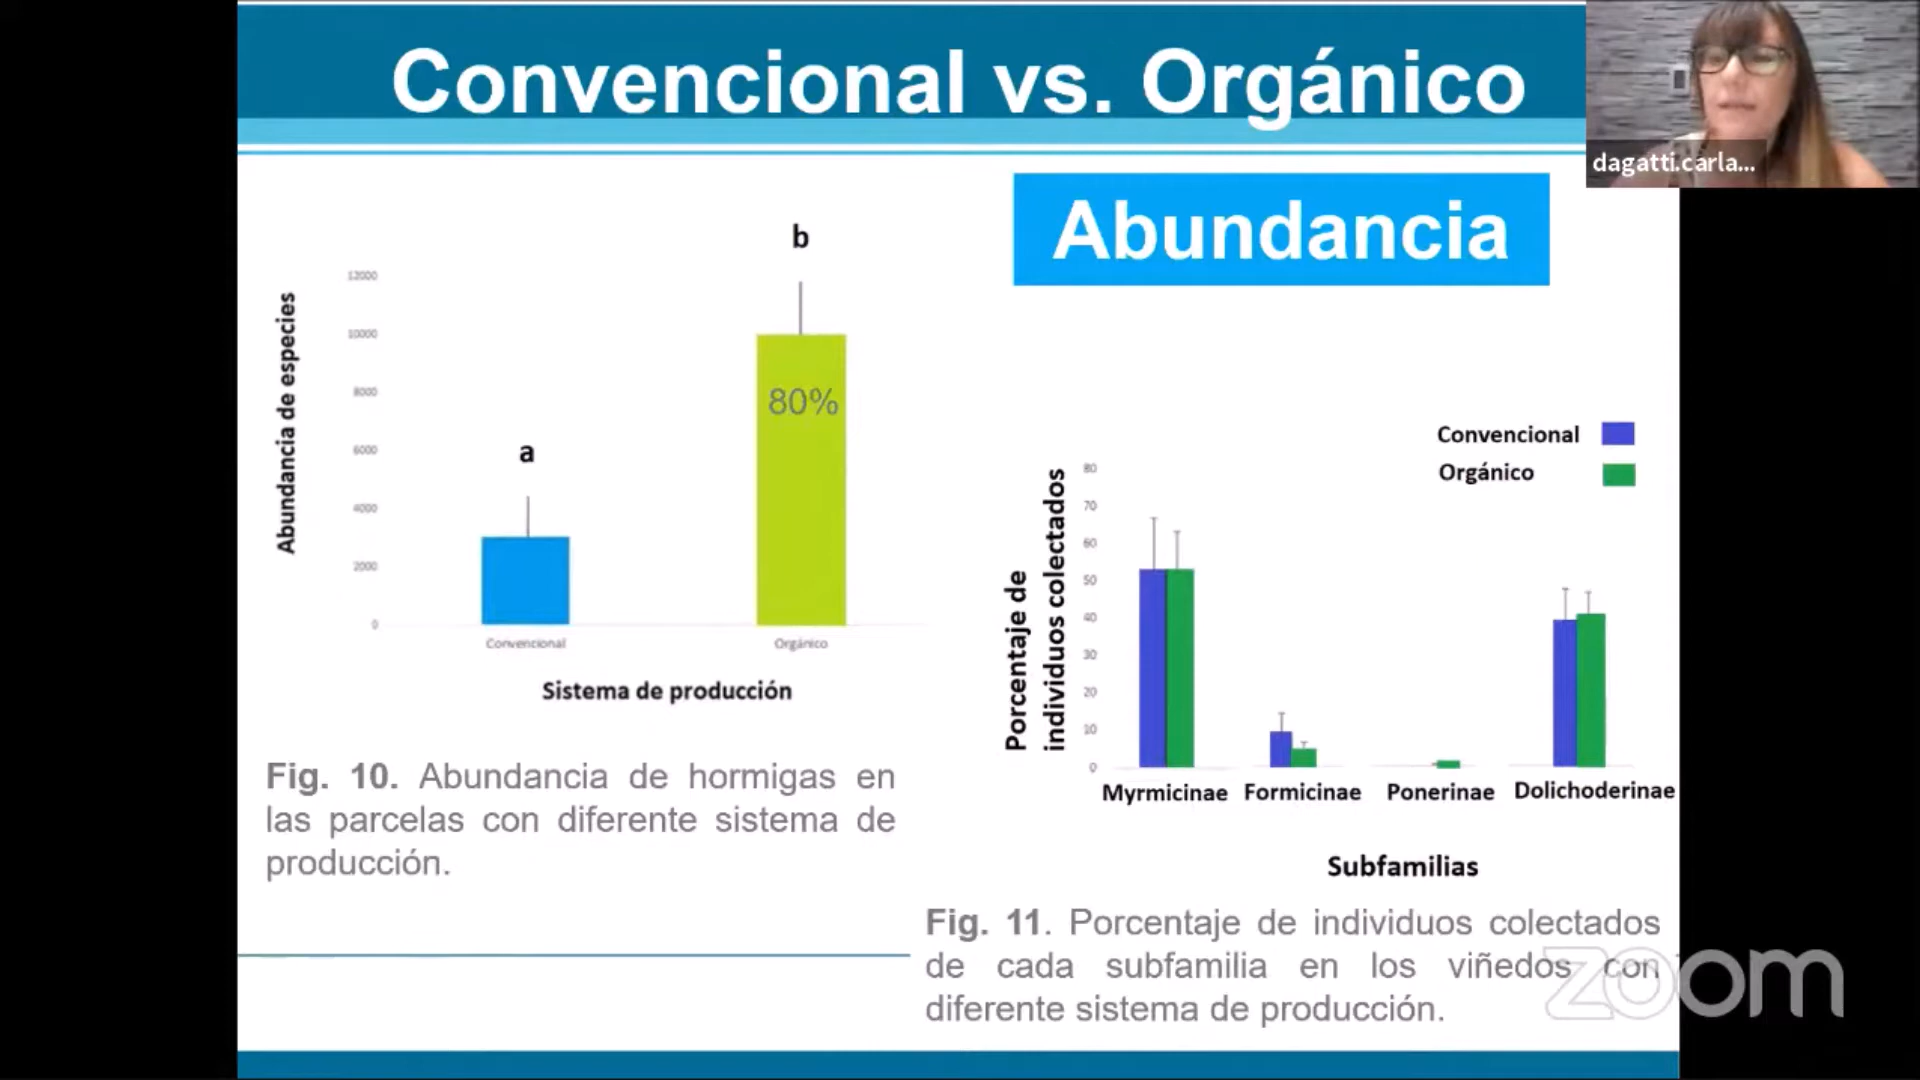 Convencional vs. Orgánico
dagatti.carla...
Abundancia
b
12000
10000
80%
8000
6000
a
4000
2000
0
Abundancia de especies
Convencional
Orgánico
Sistema de producción
Fig. 10. Abundancia de hormigas en
las parcelas con diferente sistema de
producción.
Convencional
Orgánico
80
70
60
50
40
30
20
10
0
Porcentaje de
individuos colectados
Myrmicinae Formicinae Ponerinae Dolichoderinae
Subfamilias
Fig. 11. Porcentaje de individuos colectados
de cada subfamilia en los viñedos con
diferente sistema de producción.
zoom